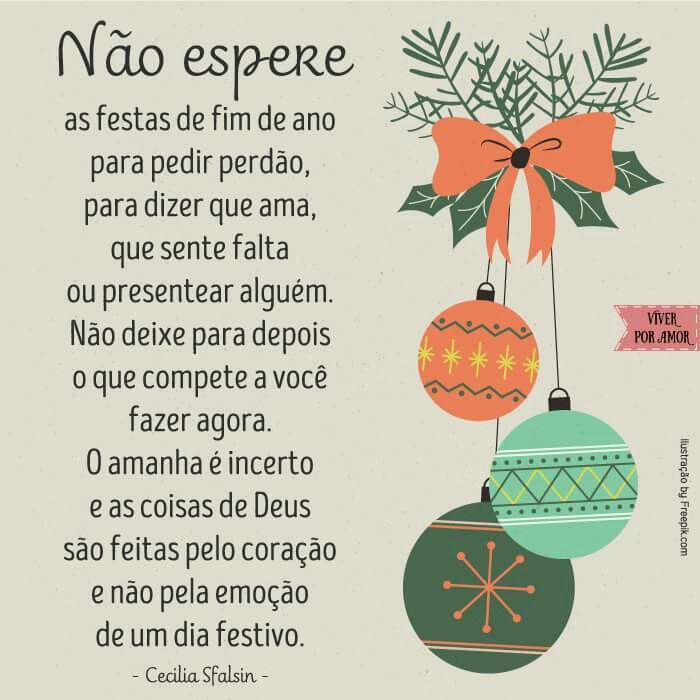 Não espere
as festas de fim de ano
para pedir perdão,
para dizer que ama,
que sente falta
ou presentear alguém.
Não deixe para depois
o que compete a você
fazer agora.
O amanha é incerto
e as coisas de Deus
são feitas pelo coração
e não pela emoção
de um dia festivo.
- Cecilia Sfalsin -
VIVER
POR AMOR
Ilustração by Freepik.com